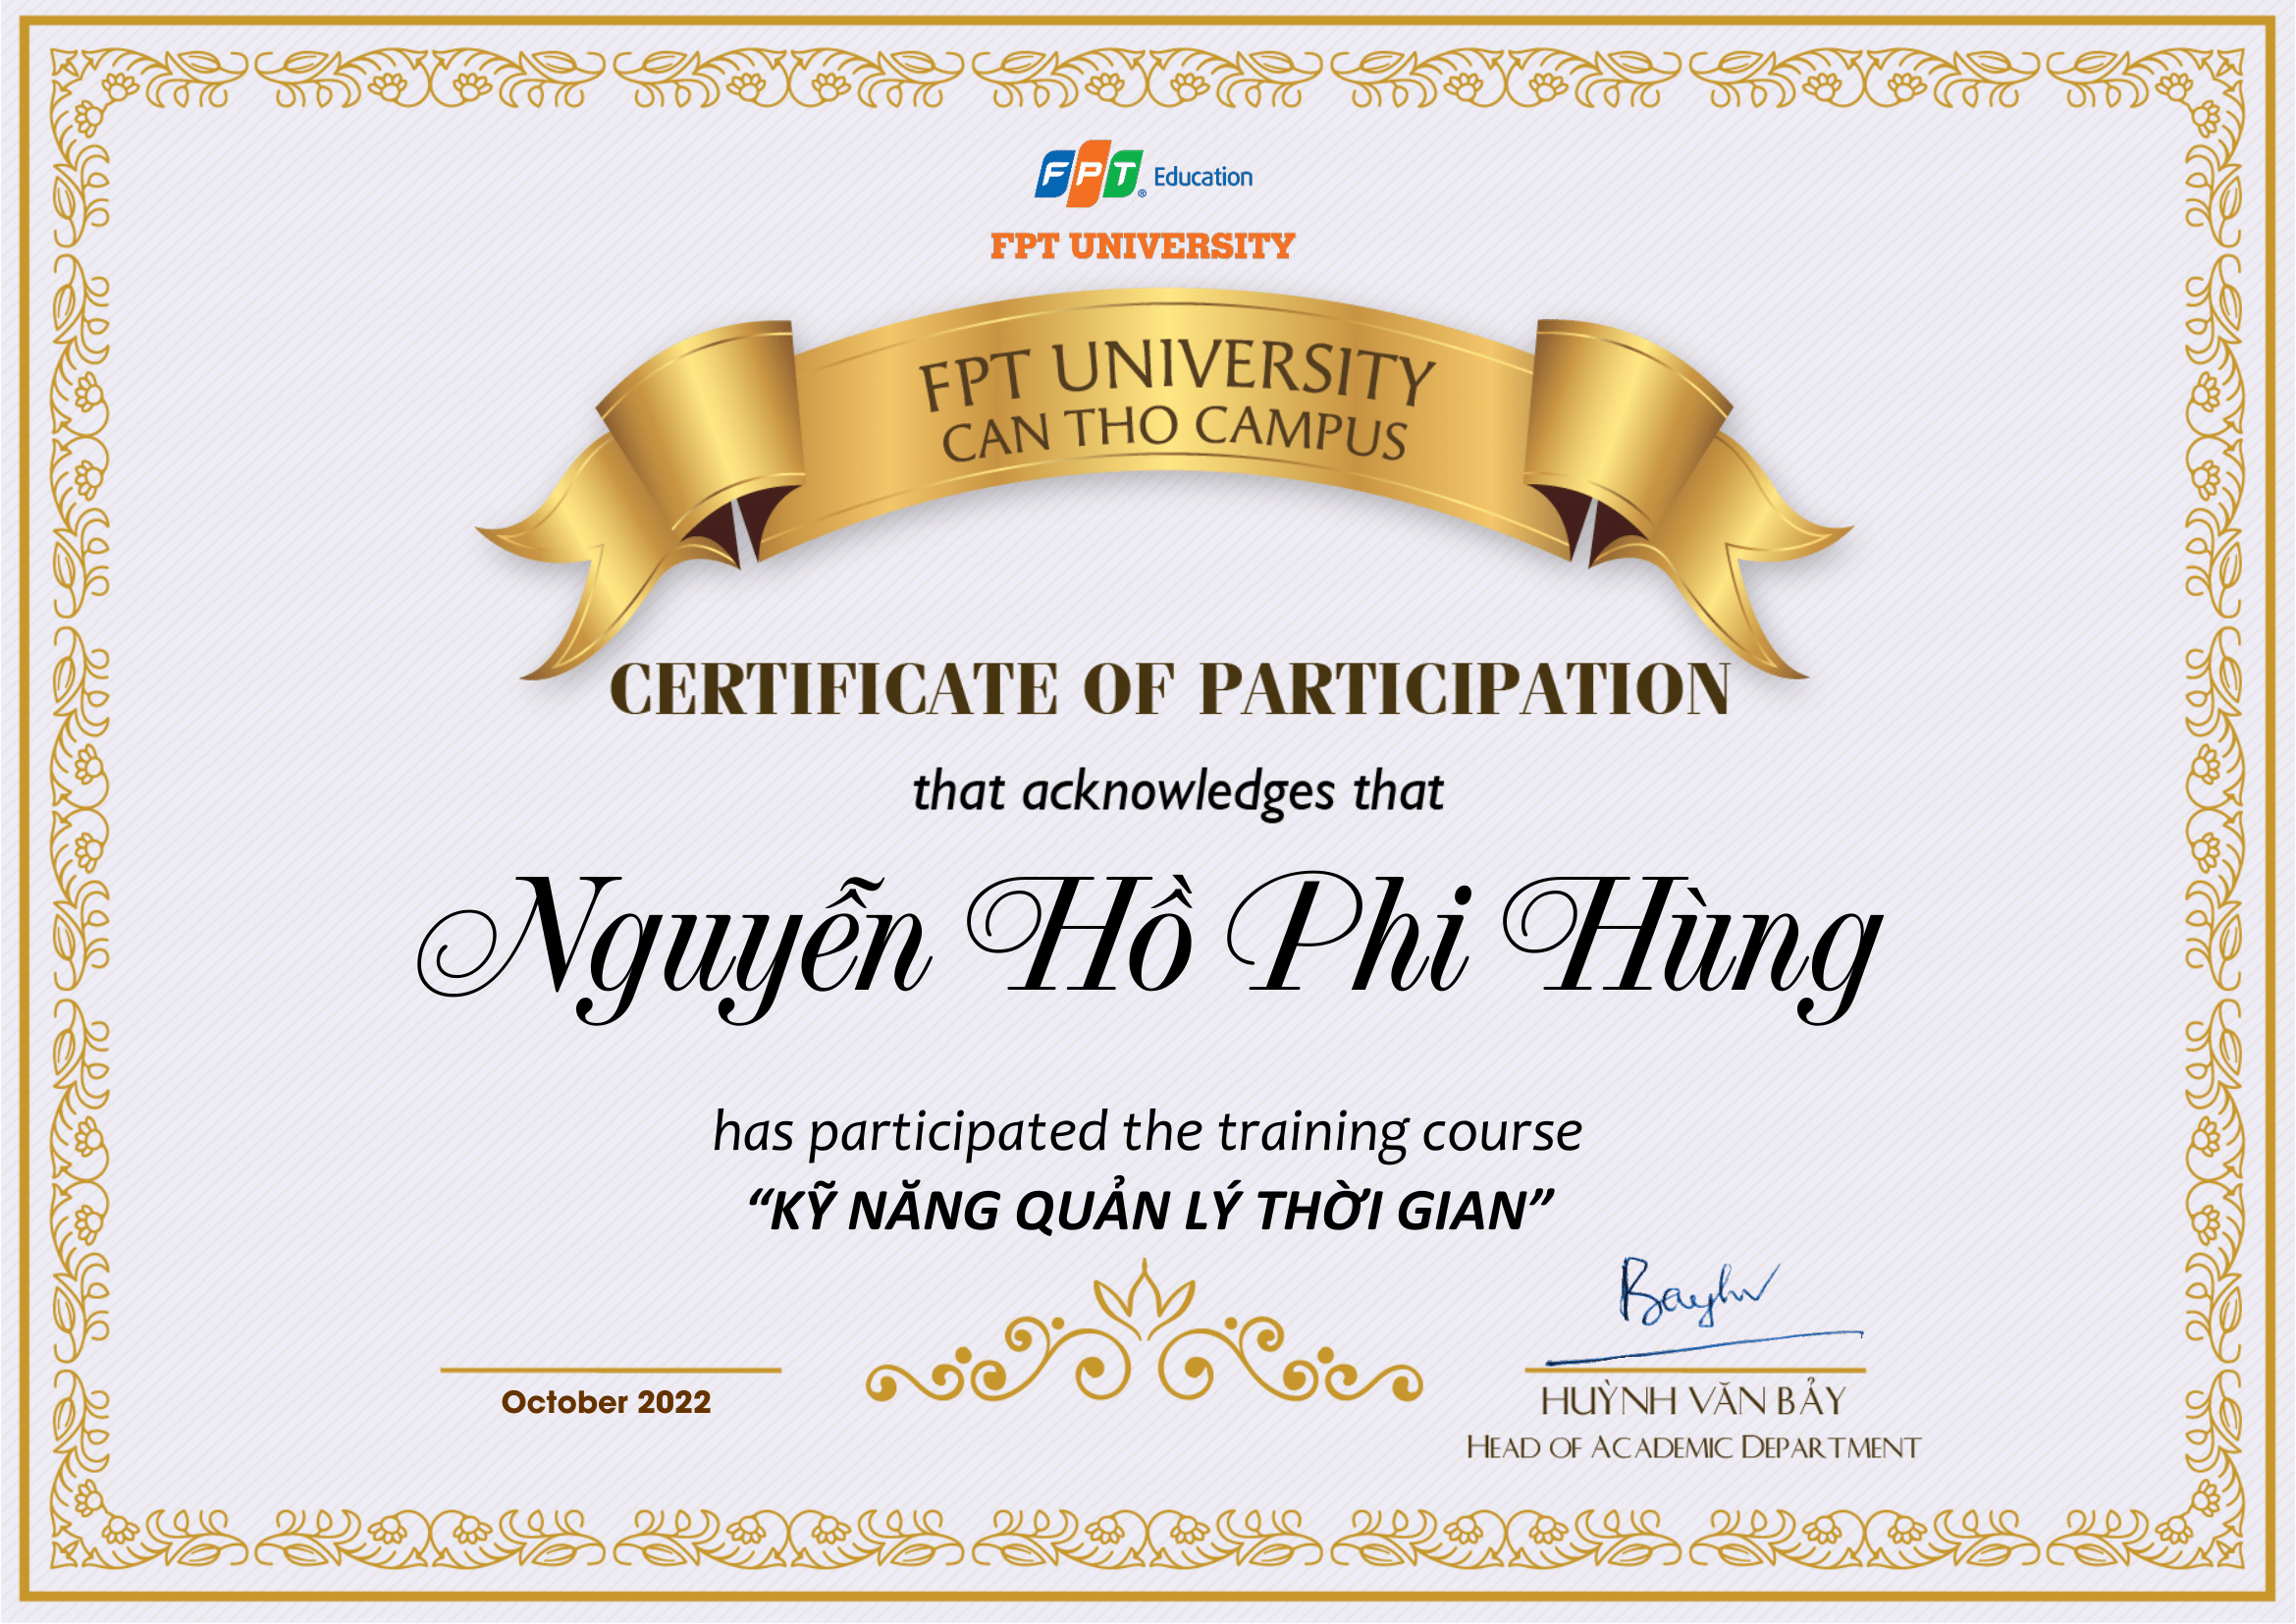 FPT Education
FPT UNIVERSITY
FPT UNIVERSITY
CAN THO CAMPUS
CERTIFICATE OF PARTICIPATION
that acknowledges that
Nguyễn Hồ Phi Hùng
has participated the training course
“KỸ NĂNG QUẢN LÝ THỜI GIAN”
Bayhv
October 2022
HUỲNH VĂN BẢY
HEAD OF ACADEMIC DEPARTMENT